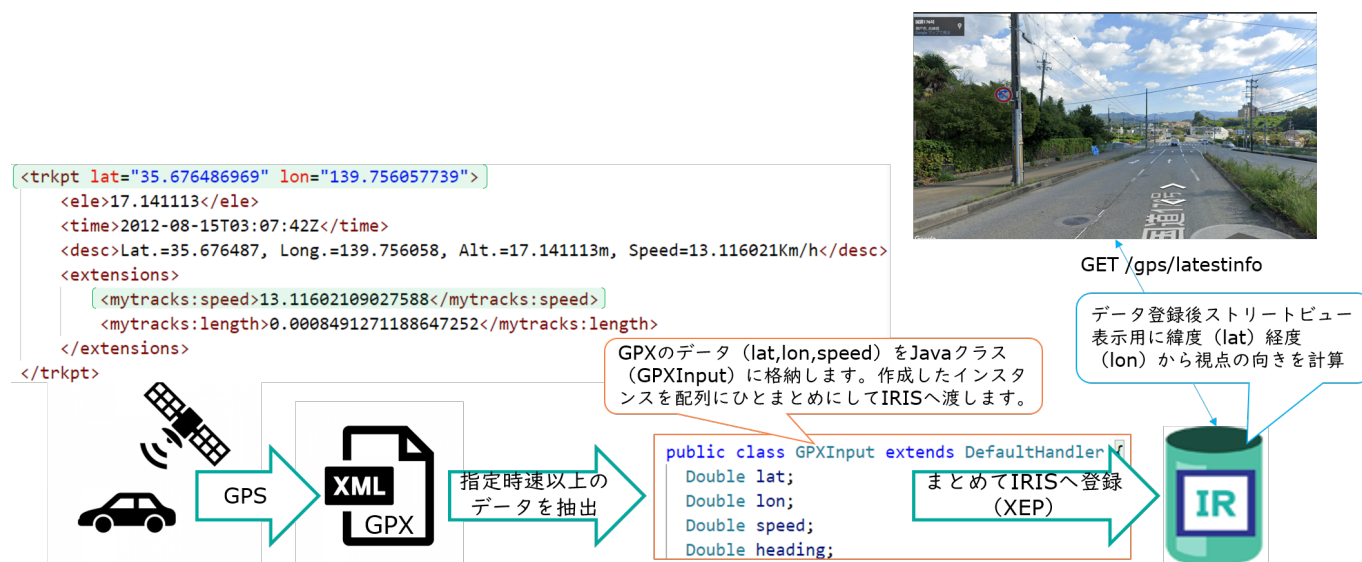 国道176号
<trkpt lat="35.676486969" lon="139.756057739">
<ele>17.141113</ele>
<time>2012-08-15T03:07:42Z</time>
<desc>Lat.=35.676487, Long.=139.756058, Alt.=17.141113m, Speed=13.116021Km/h</desc>
<extensions>
<mytracks:speed>13.11602109027588</mytracks:speed>
<mytracks:length>0.0008491271188647252</mytracks:length>
</extensions>
</trkpt>
GET /gps/latestinfo
データ登録後ストリートビュー
表示用に緯度（lat）経度
（lon）から視点の向きを計算
GPXのデータ（lat,lon,speed）をJavaクラス
（GPXInput）に格納します。作成したインスタ
ンスを配列にひとまとめにしてIRISへ渡します。
GPS
XML
GPX
指定時速以上の
データを抽出
public class GPXInput extends DefaultHandler {
Double lat;
Double lon;
Double speed;
Double heading;
まとめてIRISへ登録
（XEP）
IR